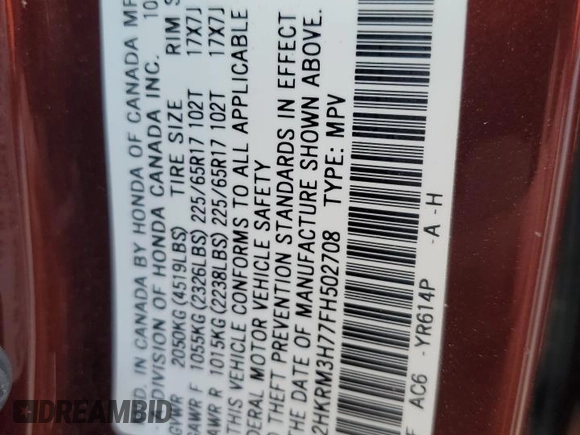 D. IN CANADA BY HONDA OF CANADA MF
DIVISION OF HONDA CANADA INC. 10
GVWR 2050KG (4519LBS) TIRE SIZE RIM S
GAWR F 1055KG (2326LBS) 225/65R17 102T 17X7J
GAWR R 1015KG (2238LBS) 225/65R17 102T 17X7J
THIS VEHICLE CONFORMS TO ALL APPLICABLE
DERAL MOTOR VEHICLE SAFETY
D THEFT PREVENTION STANDARDS IN EFFECT
THE DATE OF MANUFACTURE SHOWN ABOVE.
2HKRM3H77FH502708 TYPE: MPV
AC6 -YR614P -A -H
DREAMBID